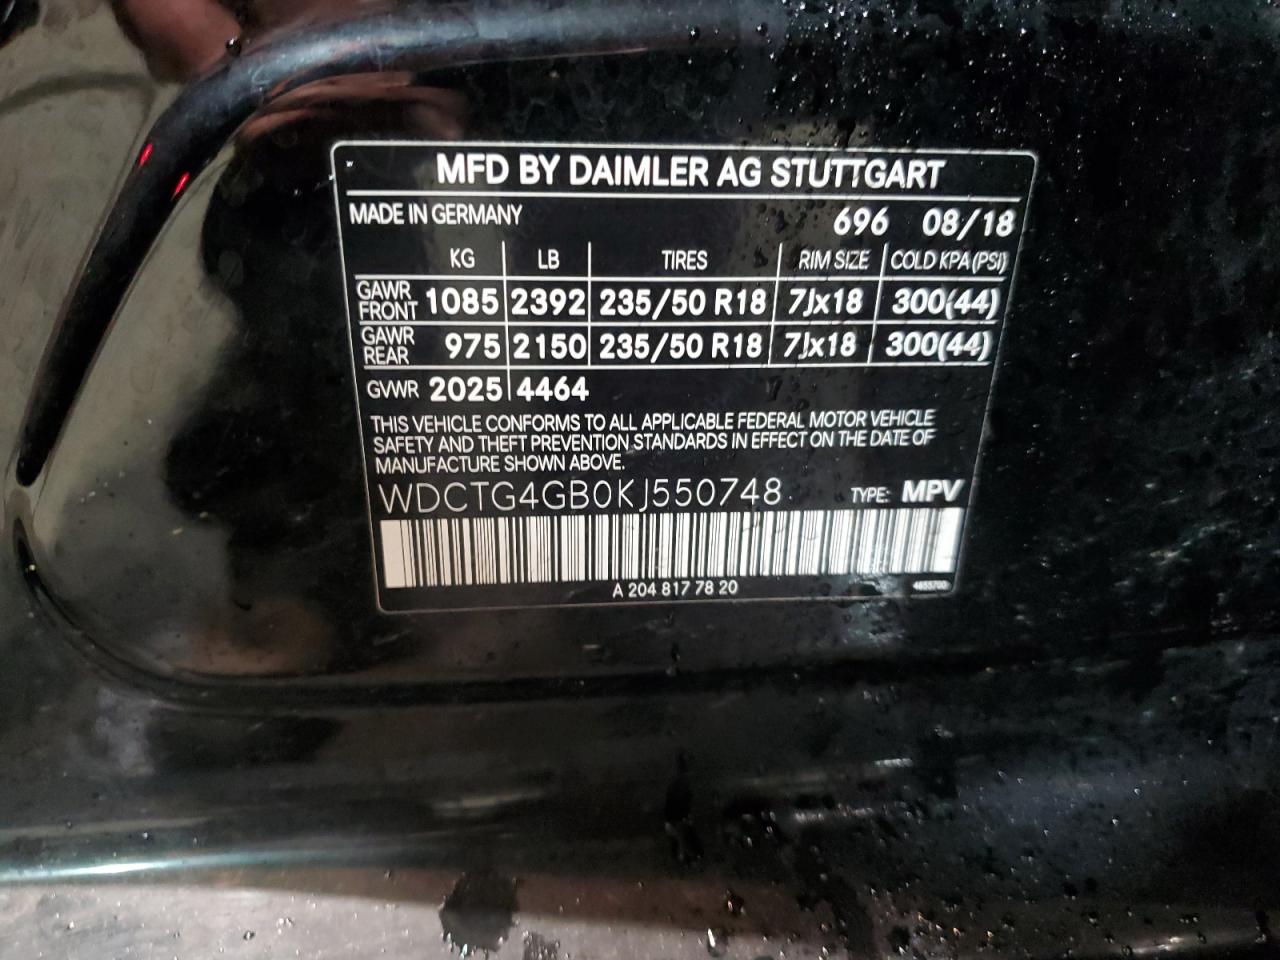 MFD BY DAIMLER AG STUTTGART
MADE IN GERMANY 696 08/18
KG LB TIRES RIM SIZE COLD KPA (PSI)
GAWR FRONT 1085 2392 235/50 R18 7Jx18 300(44)
GAWR REAR 975 2150 235/50 R18 7Jx18 300(44)
GVWR 2025 4464
THIS VEHICLE CONFORMS TO ALL APPLICABLE FEDERAL MOTOR VEHICLE
SAFETY AND THEFT PREVENTION STANDARDS IN EFFECT ON THE DATE OF
MANUFACTURE SHOWN ABOVE.
WDCTG4GB0KJ550748 TYPE: MPV
A 204 817 78 20